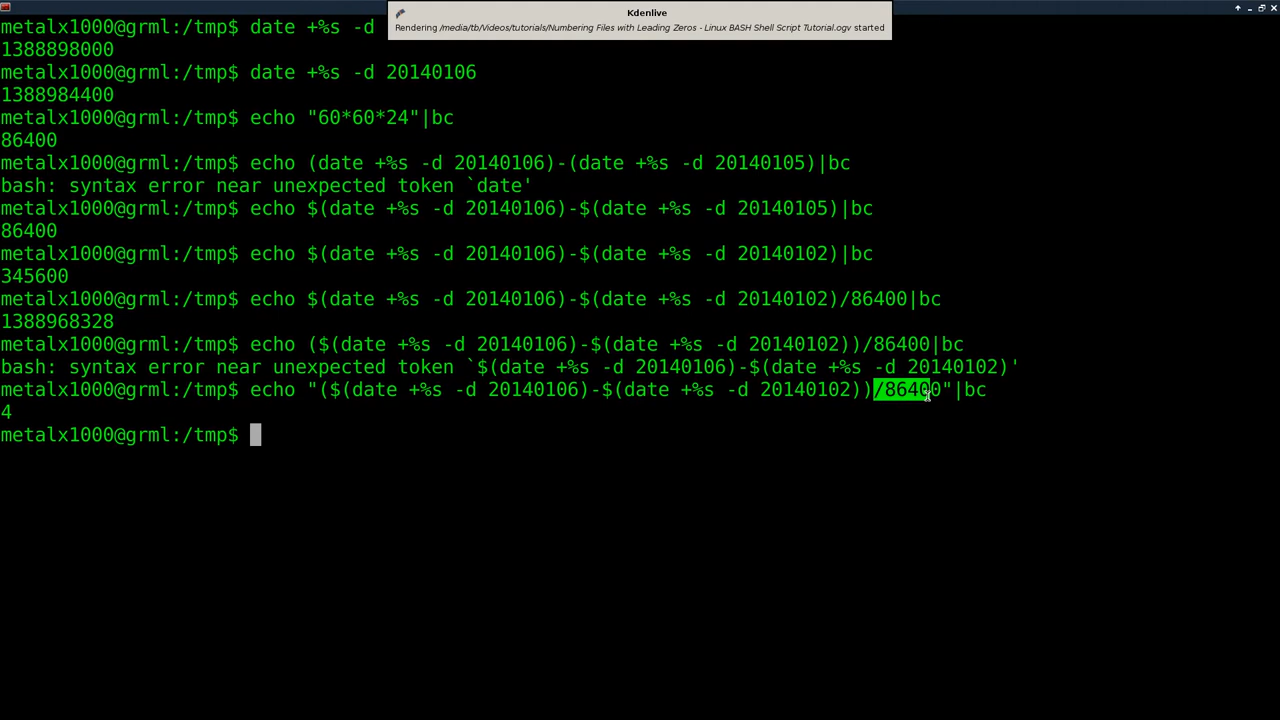 Kdenlive
Rendering /media/tb/Videos/tutorials/Numbering Files with Leading Zeros - Linux BASH Shell Script Tutorial.ogv started
metalx1000@grml:/tmp$ date +%s -d
1388898000
metalx1000@grml:/tmp$ date +%s -d 20140106
1388984400
metalx1000@grml:/tmp$ echo "60*60*24"|bc
86400
metalx1000@grml:/tmp$ echo (date +%s -d 20140106)-(date +%s -d 20140105)|bc
bash: syntax error near unexpected token `date'
metalx1000@grml:/tmp$ echo $(date +%s -d 20140106)-$(date +%s -d 20140105)|bc
86400
metalx1000@grml:/tmp$ echo $(date +%s -d 20140106)-$(date +%s -d 20140102)|bc
345600
metalx1000@grml:/tmp$ echo $(date +%s -d 20140106)-$(date +%s -d 20140102)/86400|bc
1388968328
metalx1000@grml:/tmp$ echo ($(date +%s -d 20140106)-$(date +%s -d 20140102))/86400|bc
bash: syntax error near unexpected token `$(date +%s -d 20140106)-$(date +%s -d 20140102)'
metalx1000@grml:/tmp$ echo "($(date +%s -d 20140106)-$(date +%s -d 20140102))/86400"|bc
4
metalx1000@grml:/tmp$